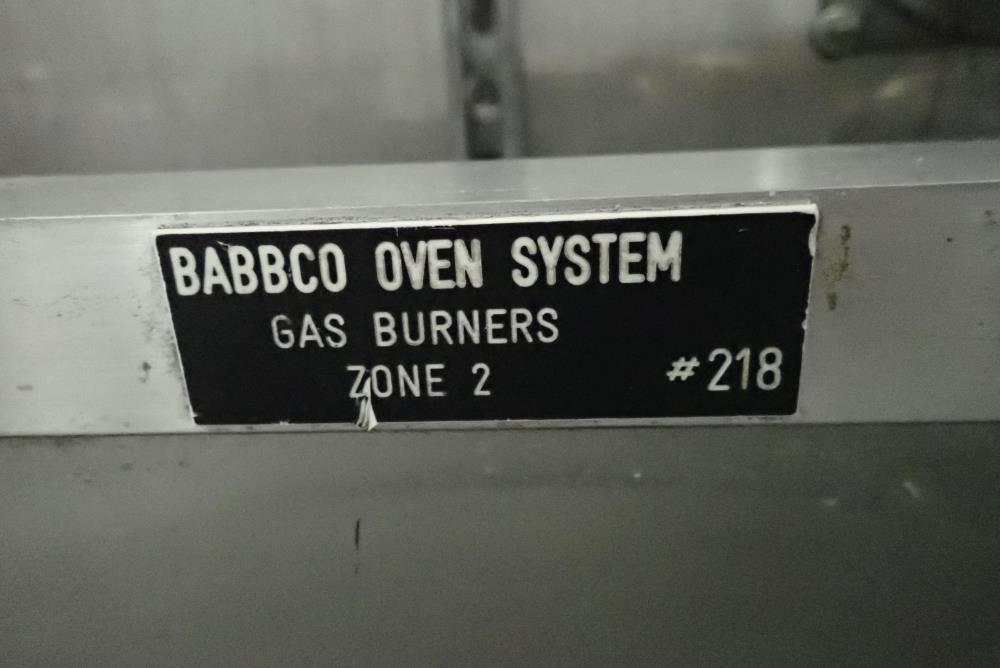 BABBCO OVEN SYSTEM
GAS BURNERS
ZONE 2 #218